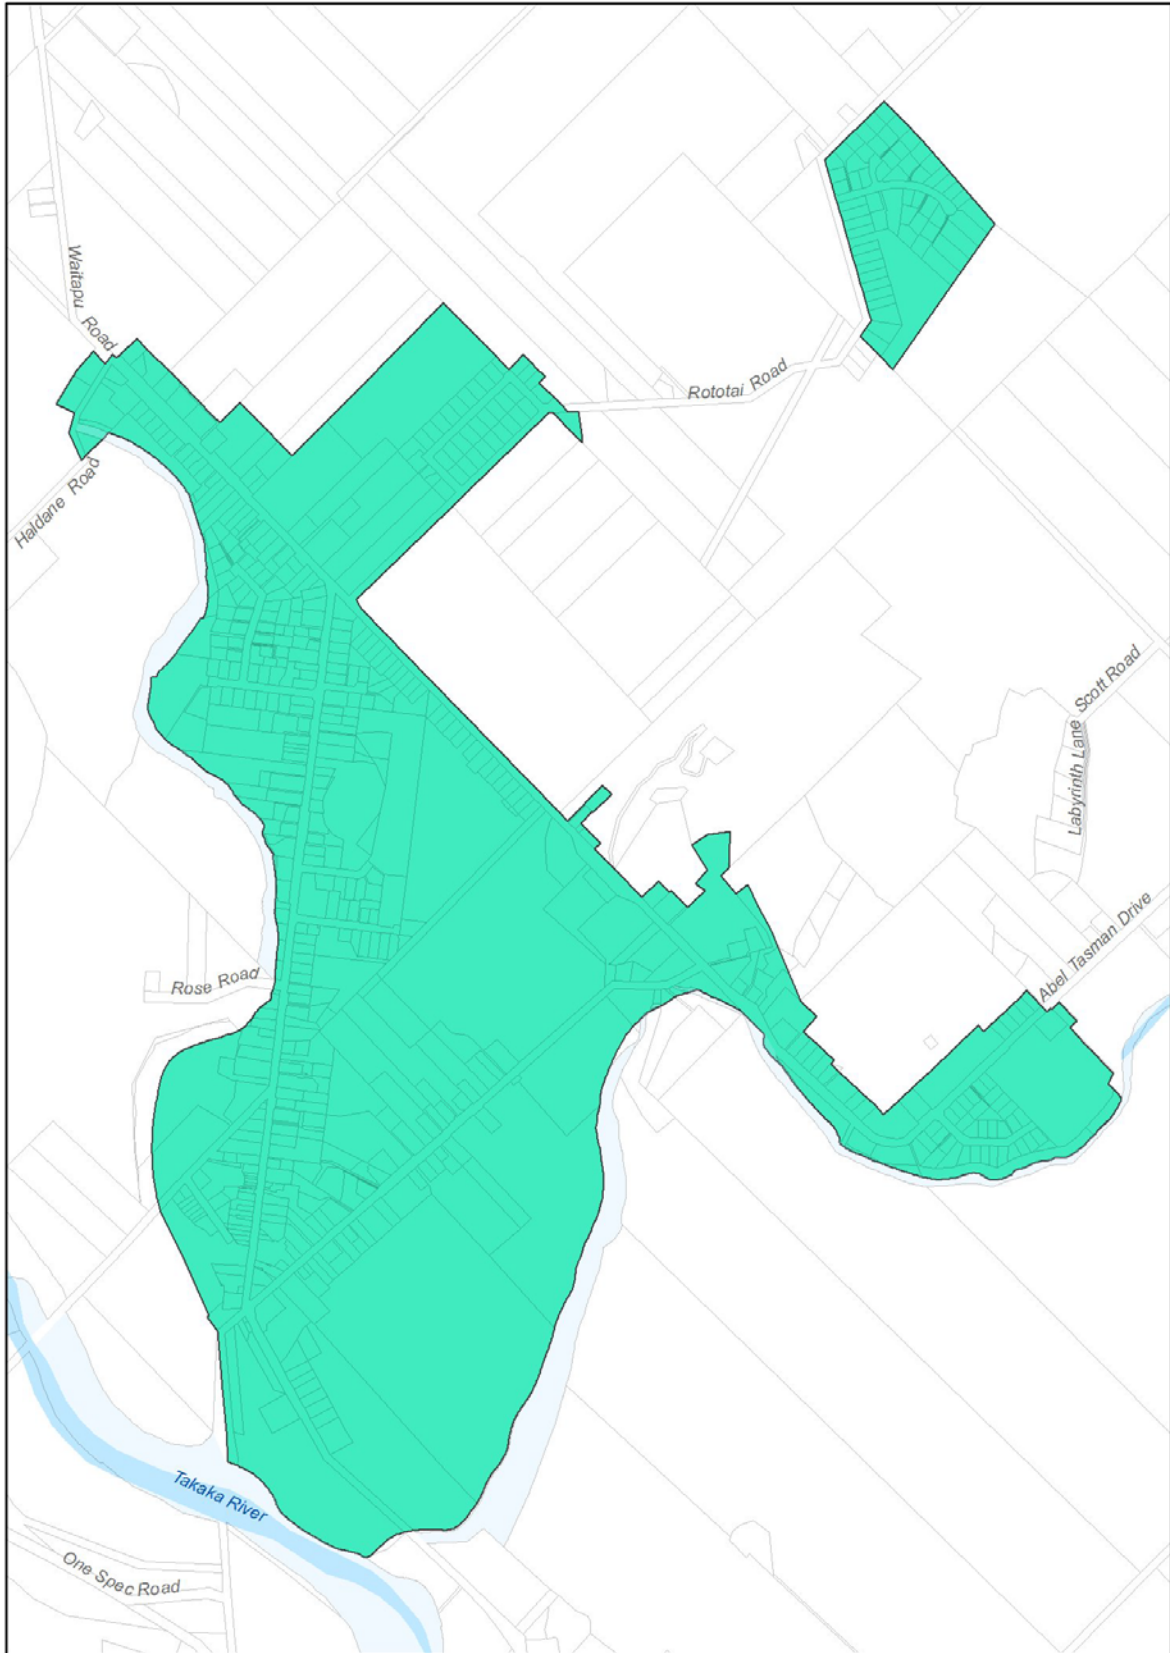 Waitapu Road
Rototai Road
Haldane Road
Scott Road
Labyrinth Lane
Abel Tasman Drive
Rose Road
Takaka River
One Spec Road